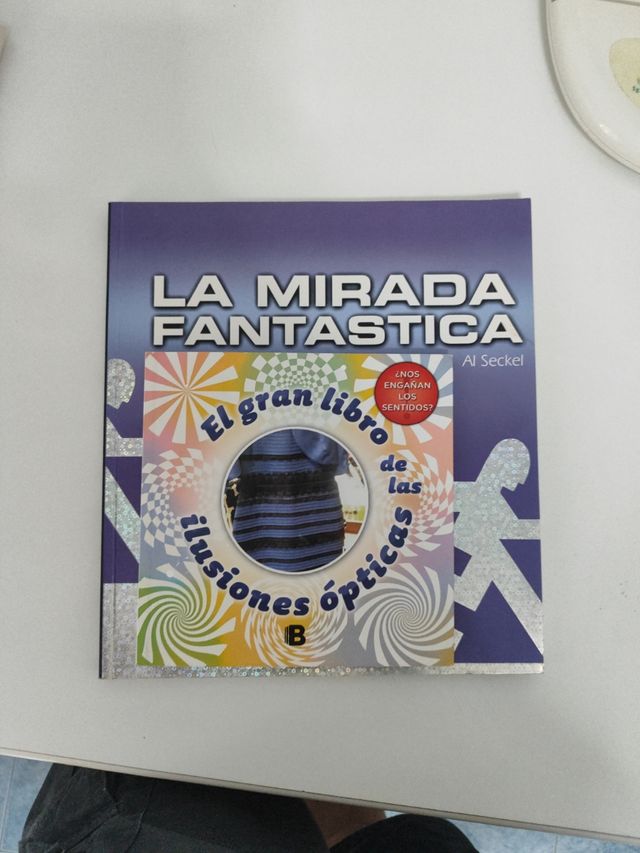 LA MIRADA
FANTASTICA
Al Seckel
¿NOS
ENGAÑAN
LOS
SENTIDOS?
El gran libro
de las
ilusiones ópticas
B